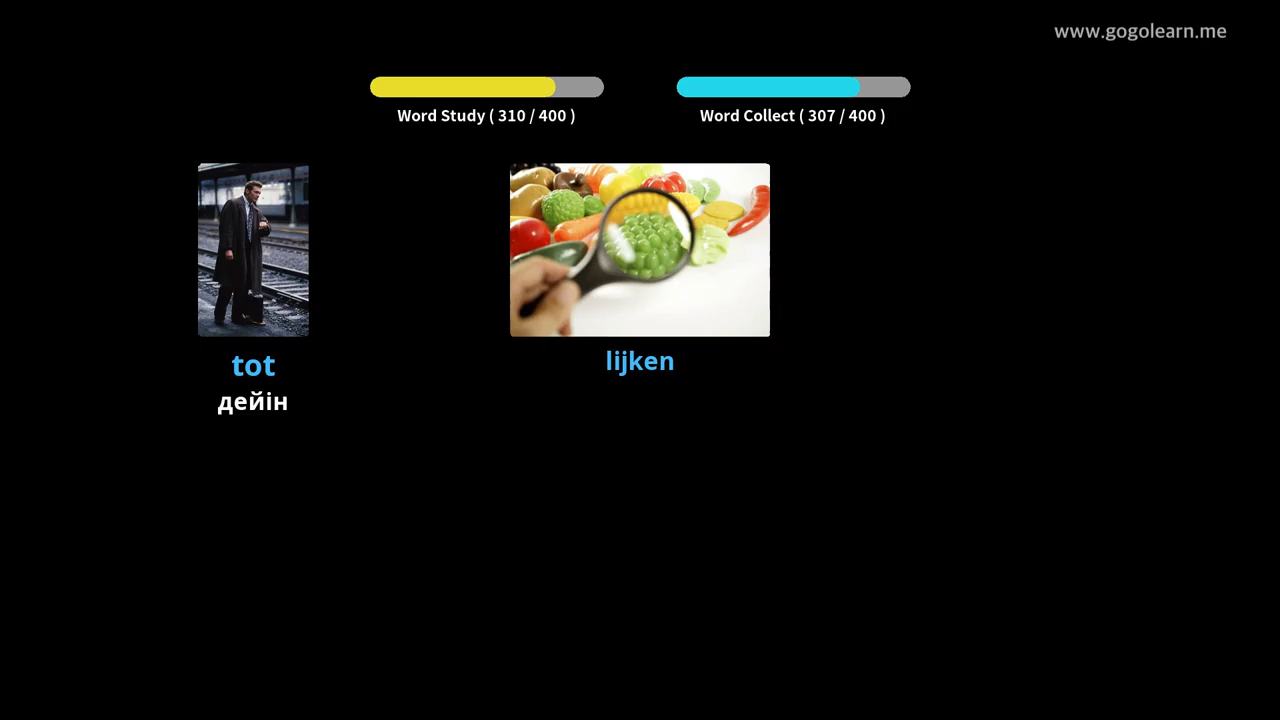 www.gogolearn.me
Word Study ( 310 / 400 )
Word Collect ( 307 / 400 )
tot
дейін
lijken